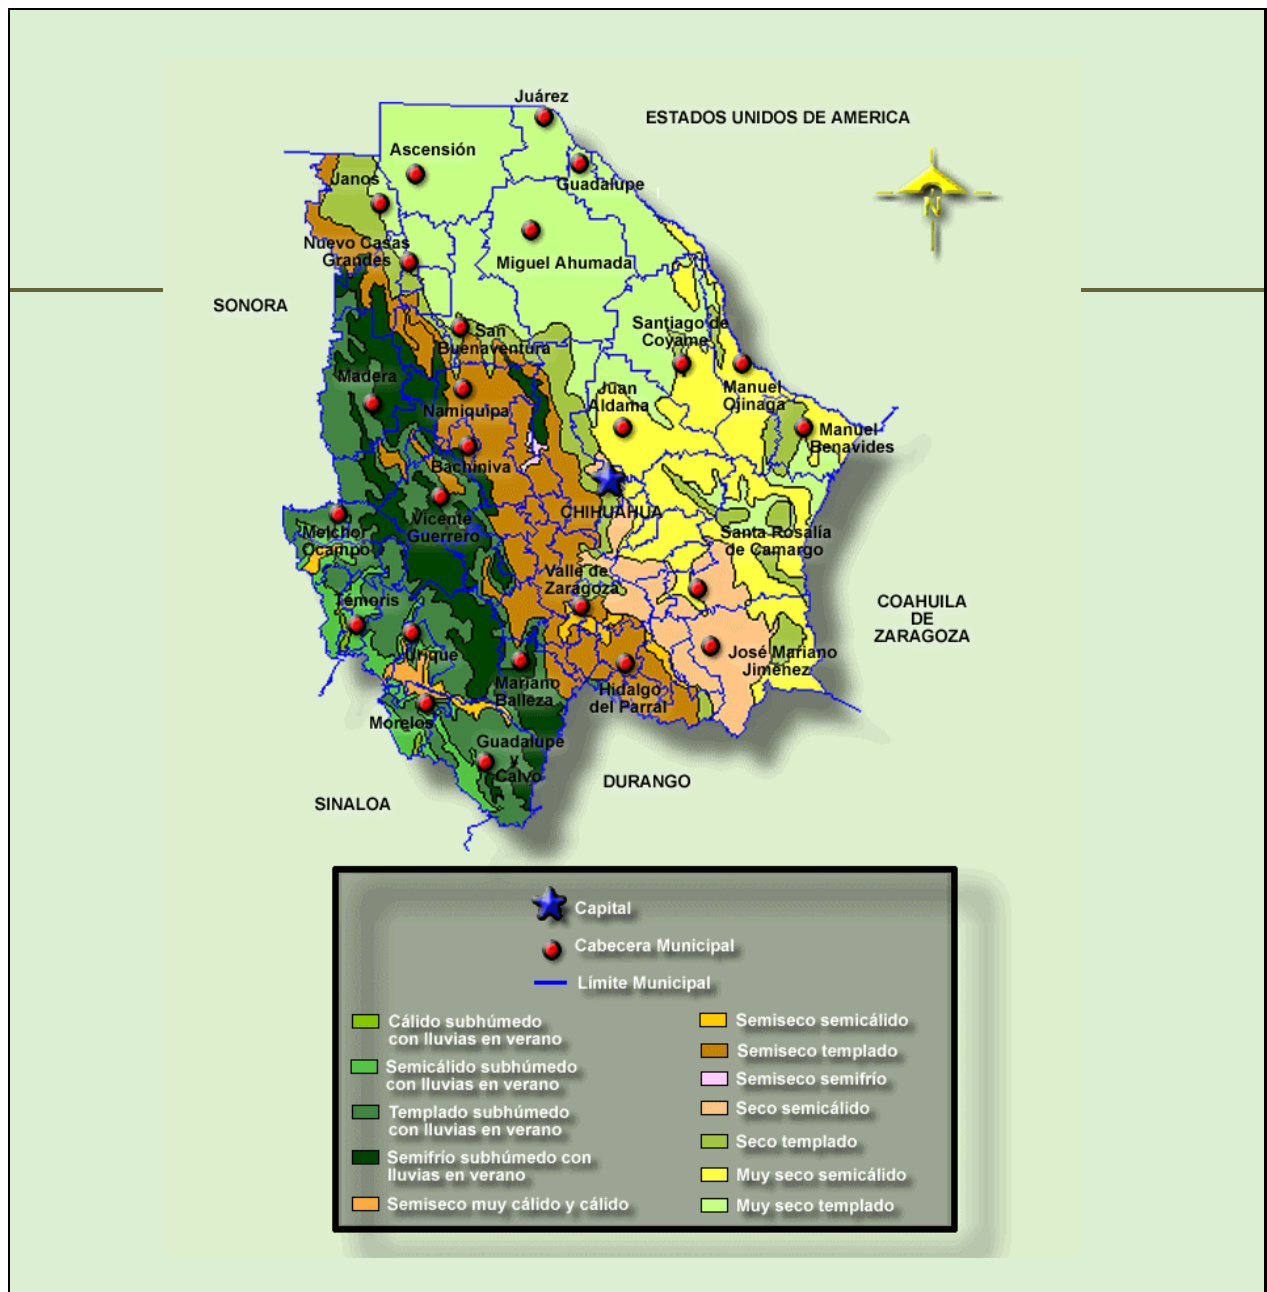 Juárez
ESTADOS UNIDOS DE AMERICA
Ascensión
Janos
Guadalupe
N
Nuevo Casas
Grandes
Miguel Ahumada
SONORA
San
Buenaventura
Santiago de
Coyame
Madera
Juan
Aldama
Manuel
Ojinaga
Namiquipa
Manuel
Benavides
Bachiniva
CHIHUAHUA
Vicente
Guerrero
Melchor
Ocampo
Santa Rosalía
de Camargo
Valle de
Zaragoza
Témoris
COAHUILA
DE
ZARAGOZA
Urique
José Mariano
Jiménez
Mariano
Balleza
Hidalgo
del Parral
Morelos
Guadalupe
y
Calvo
DURANGO
SINALOA
Capital
Cabecera Municipal
Límite Municipal
Cálido subhúmedo
con lluvias en verano
Semicálido subhúmedo
con lluvias en verano
Templado subhúmedo
con lluvias en verano
Semifrío subhúmedo con
lluvias en verano
Semiseco muy cálido y cálido
Semiseco semicálido
Semiseco templado
Semiseco semifrío
Seco semicálido
Seco templado
Muy seco semicálido
Muy seco templado